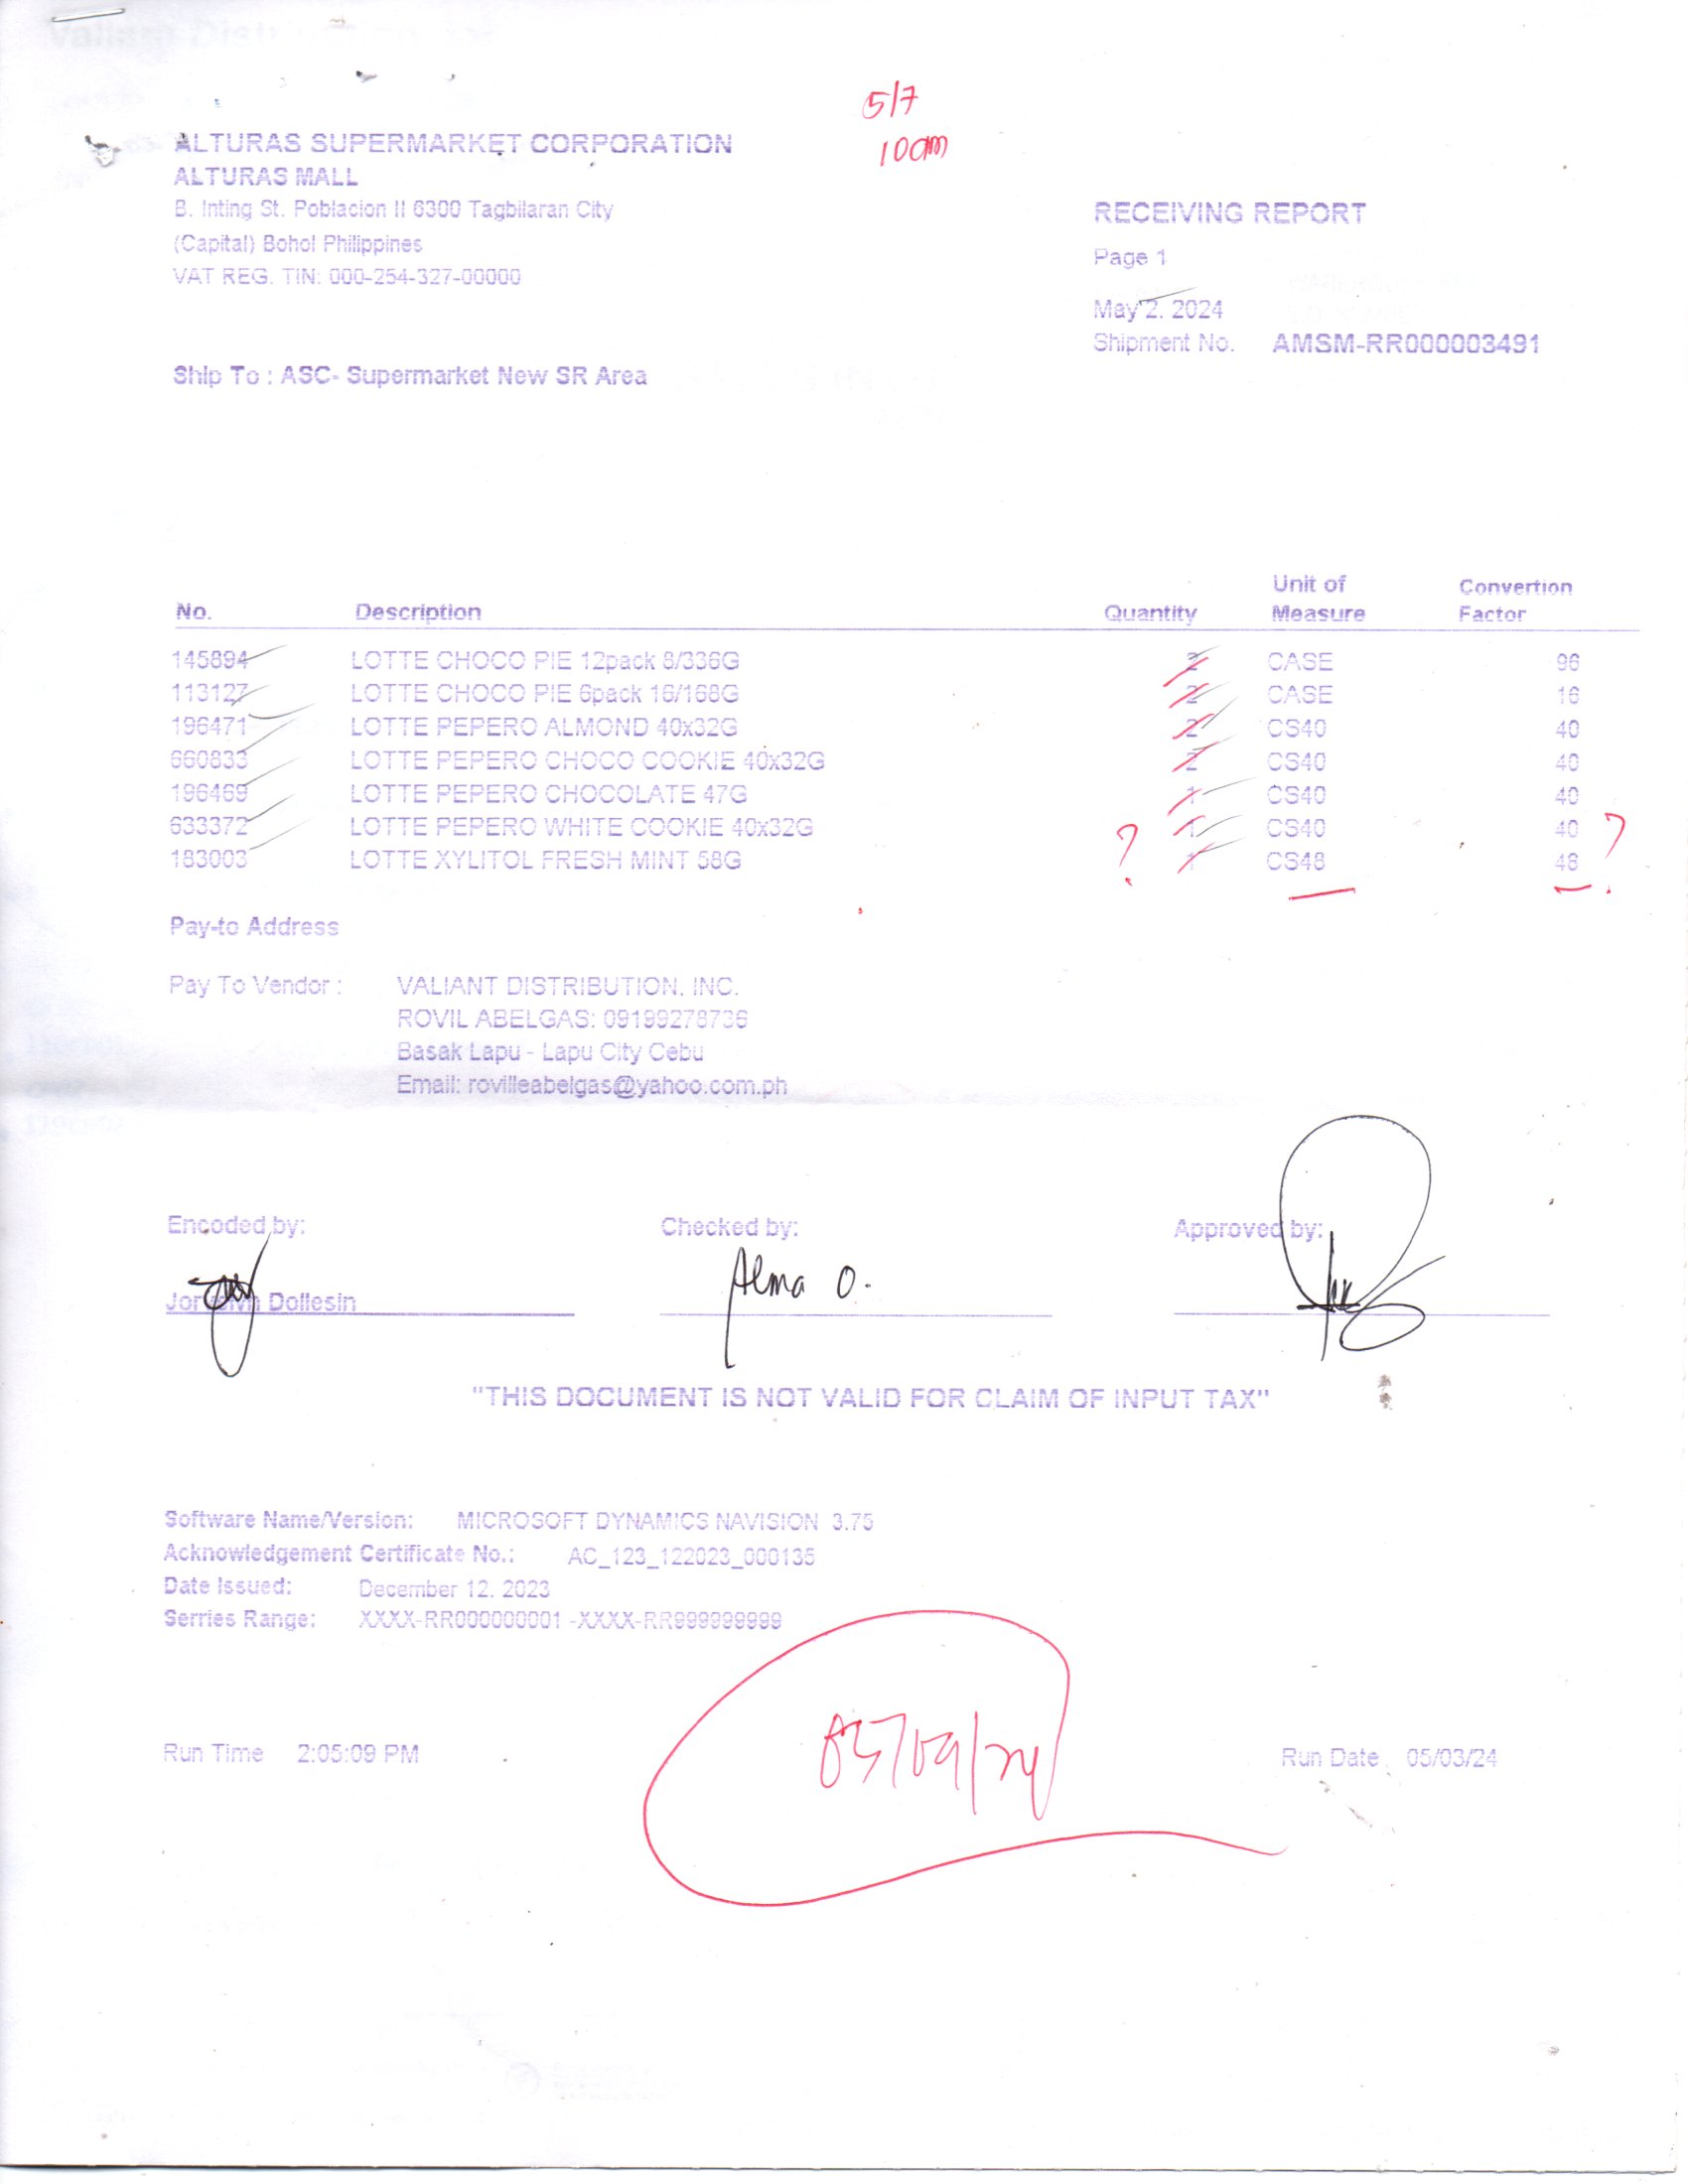 5/7
10am
ALTURAS SUPERMARKET CORPORATION
ALTURAS MALL
B. Inting St. Poblacion II 6300 Tagbilaran City
(Capital) Bohol Philippines
VAT REG. TIN: 000-254-327-00000
RECEIVING REPORT
Page 1
May 2, 2024
Shipment No. AMSM-RR000003491
Ship To : ASC- Supermarket New SR Area
No. Description Quantity Unit of Measure Convertion Factor
145894 LOTTE CHOCO PIE 12pack 8/336G 2 CASE 96
113127 LOTTE CHOCO PIE 6pack 16/168G 2 CASE 16
196471 LOTTE PEPERO ALMOND 40x32G 2 CS40 40
660833 LOTTE PEPERO CHOCO COOKIE 40x32G 2 CS40 40
196469 LOTTE PEPERO CHOCOLATE 47G 1 CS40 40
633372 LOTTE PEPERO WHITE COOKIE 40x32G 1 CS40 40
183003 LOTTE XYLITOL FRESH MINT 58G ? 1 CS48 48 ?
Pay-to Address
Pay To Vendor : VALIANT DISTRIBUTION, INC.
ROVIL ABELGAS: 09199278736
Basak Lapu - Lapu City Cebu
Email: rovilleabelgas@yahoo.com.ph
Encoded by: Checked by: Approved by:
Dollesin Alma O.
"THIS DOCUMENT IS NOT VALID FOR CLAIM OF INPUT TAX"
Software Name/Version: MICROSOFT DYNAMICS NAVISION 3.75
Acknowledgement Certificate No.: AC_123_122023_000135
Date Issued: December 12, 2023
Serries Range: XXXX-RR000000001 -XXXX-RR999999999
05/09/24
Run Time 2:05:09 PM Run Date 05/03/24